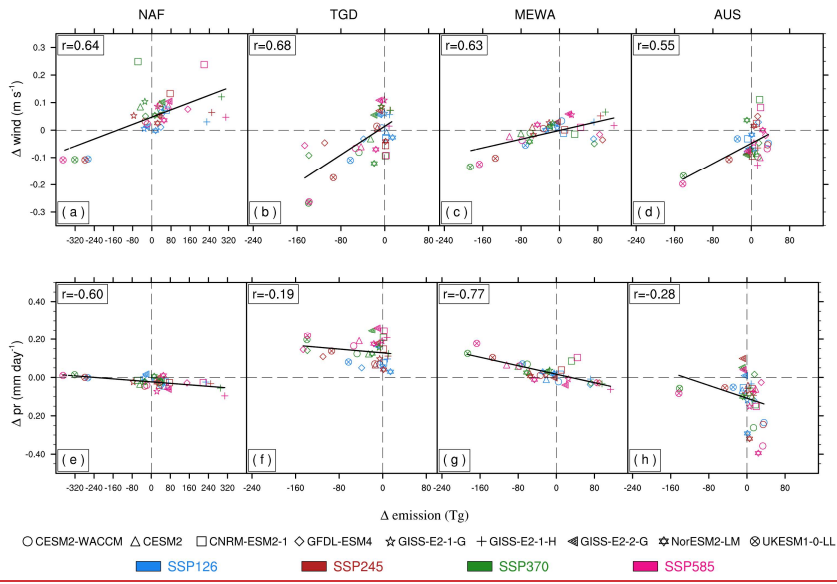 NAF TGD MEWA AUS
r=0.64 r=0.68 r=0.63 r=0.55
0.3
0.2
0.1
0
-0.1
-0.2
-0.3
Δ wind (m s⁻¹)
( a ) ( b ) ( c ) ( d )
-320 -240 -160 -80 0 80 160 240 320 -160 -80 0 80 -160 -80 0 80 -160 -80 0 80
r=-0.60 r=-0.19 r=-0.77 r=-0.28
0.40
0.20
0.00
0.20
-0.40
Δ pr (mm day⁻¹)
( e ) ( f ) ( g ) ( h )
-320 -240 -160 -80 0 80 160 240 320 -160 -80 0 80 -160 -80 0 80 -160 -80 0 80
Δ emission (Tg)
CESM2-WACCM CESM2 CNRM-ESM2-1 GFDL-ESM4 GISS-E2-1-G GISS-E2-1-H GISS-E2-2-G NorESM2-LM UKESM1-0-LL
SSP126 SSP245 SSP370 SSP585